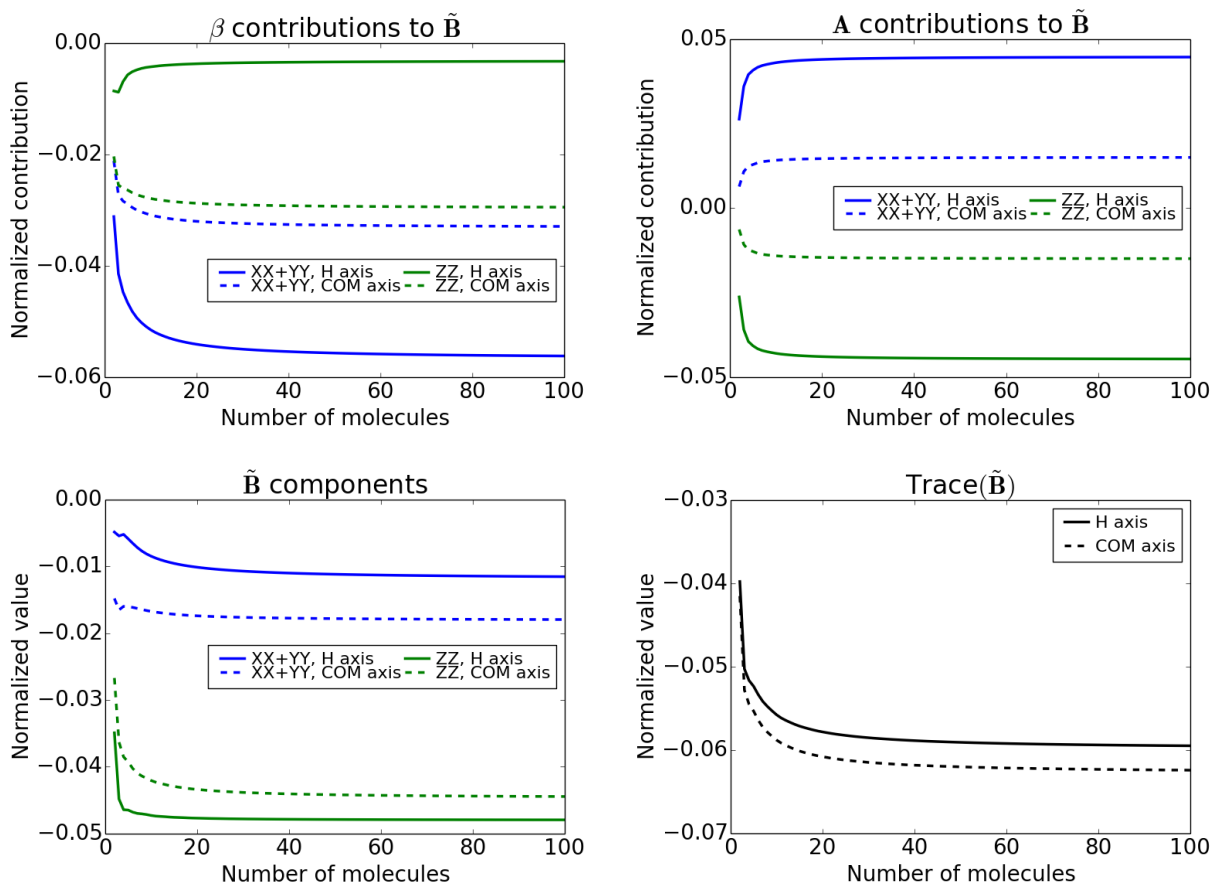 β contributions to B̃
0.00
−0.02
−0.04
−0.06
Normalized contribution
XX+YY, H axis
XX+YY, COM axis
ZZ, H axis
ZZ, COM axis
0 20 40 60 80 100
Number of molecules
A contributions to B̃
0.05
0.00
−0.05
Normalized contribution
XX+YY, H axis
XX+YY, COM axis
ZZ, H axis
ZZ, COM axis
0 20 40 60 80 100
Number of molecules
B̃ components
0.00
−0.01
−0.02
−0.03
−0.04
−0.05
Normalized value
XX+YY, H axis
XX+YY, COM axis
ZZ, H axis
ZZ, COM axis
0 20 40 60 80 100
Number of molecules
Trace(B̃)
−0.03
−0.04
−0.05
−0.06
−0.07
Normalized value
H axis
COM axis
0 20 40 60 80 100
Number of molecules